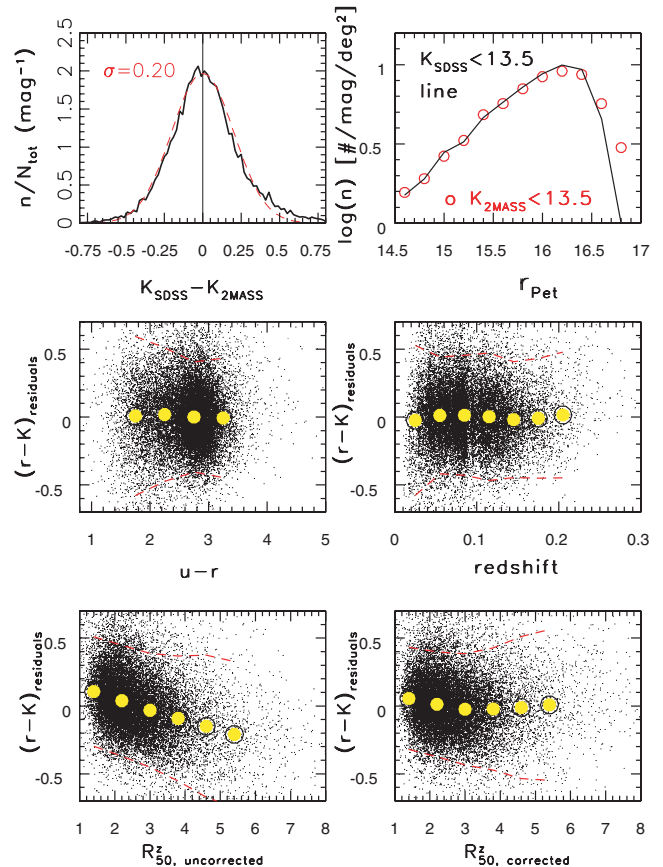 n/N_tot (mag⁻¹)
2.5
2
1.5
1
0.5
0
σ=0.20
-0.75 -0.5 -0.25 0 0.25 0.5 0.75
K_SDSS−K_2MASS
log(n) [#/mag/deg²]
1
0.5
0
K_SDSS<13.5
line
o K_2MASS<13.5
14.5 15 15.5 16 16.5 17
r_Pet
(r−K)_residuals
0.5
0
-0.5
1 2 3 4 5
u−r
(r−K)_residuals
0.5
0
-0.5
0 0.1 0.2 0.3
redshift
(r−K)_residuals
0.5
0
-0.5
1 2 3 4 5 6 7 8
R^z_50, uncorrected
(r−K)_residuals
0.5
0
-0.5
1 2 3 4 5 6 7 8
R^z_50, corrected